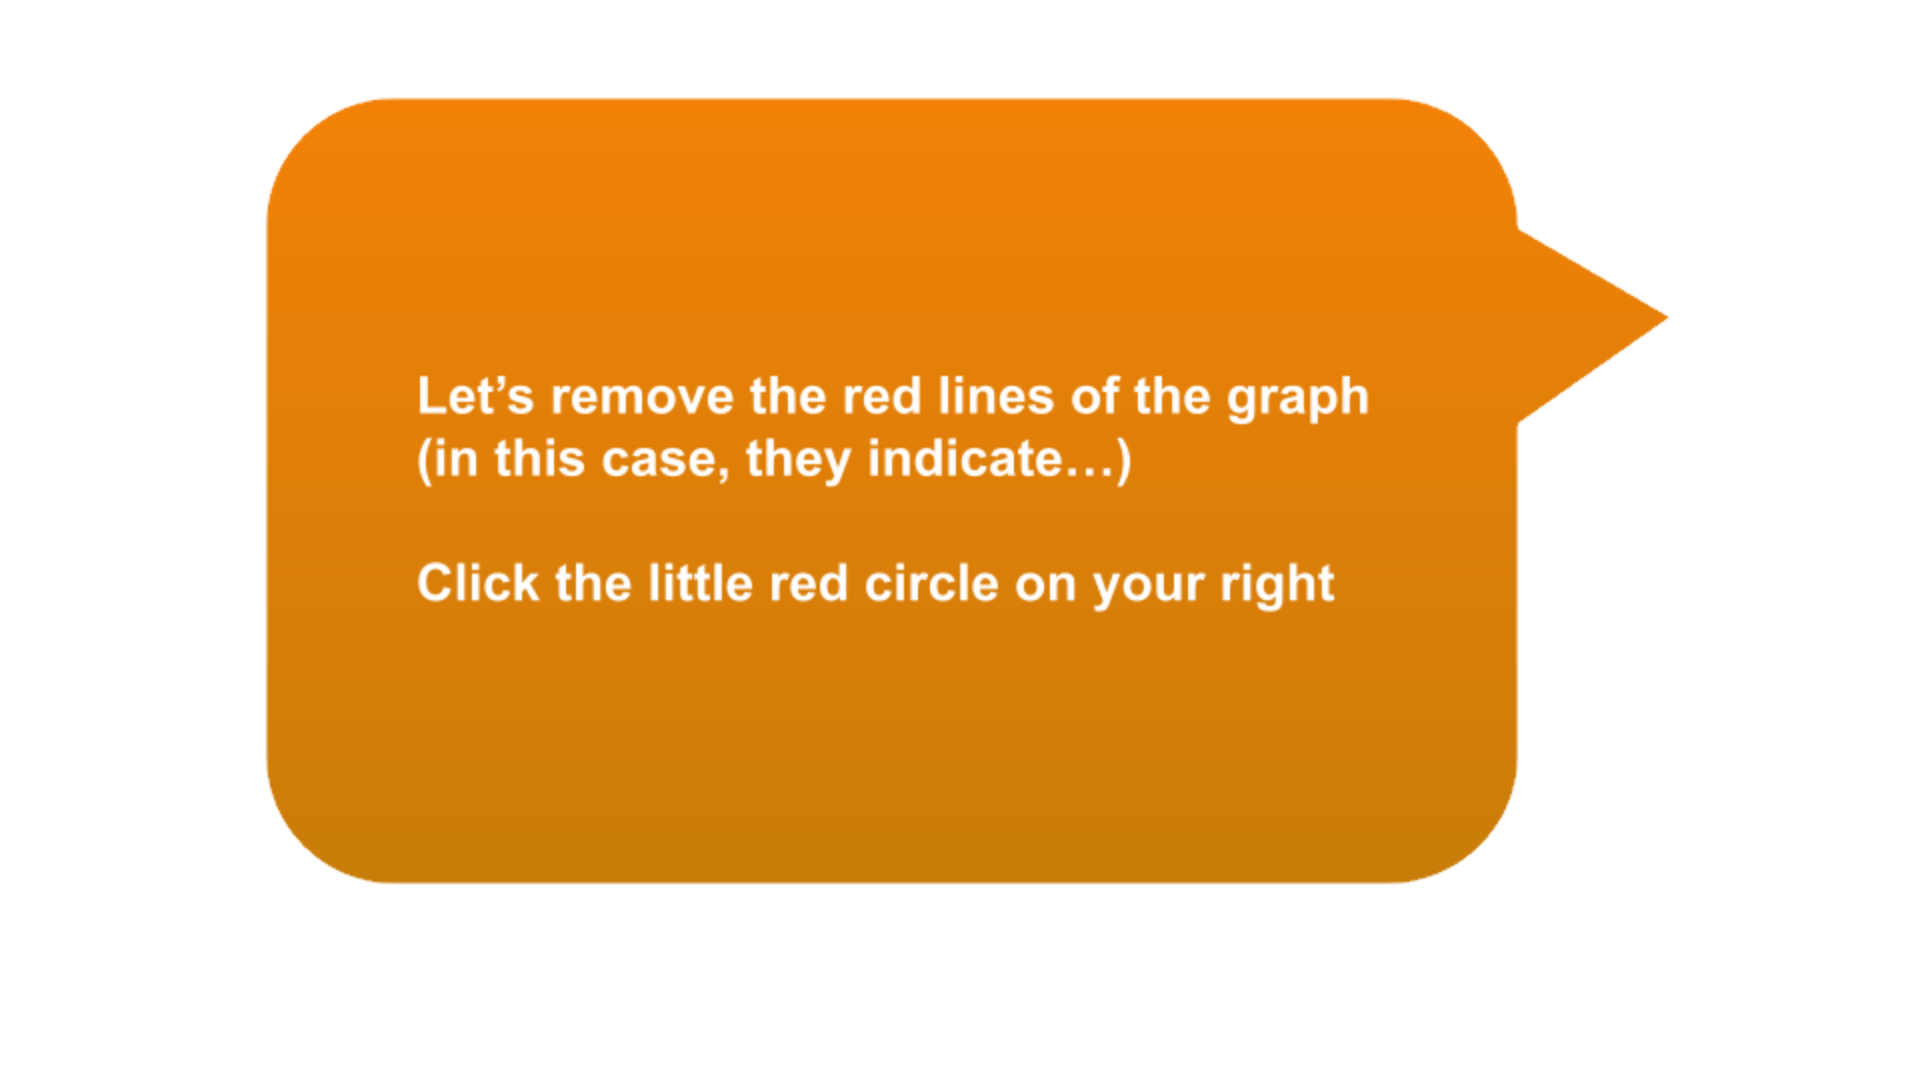 Let’s remove the red lines of the graph
(in this case, they indicate…)
Click the little red circle on your right